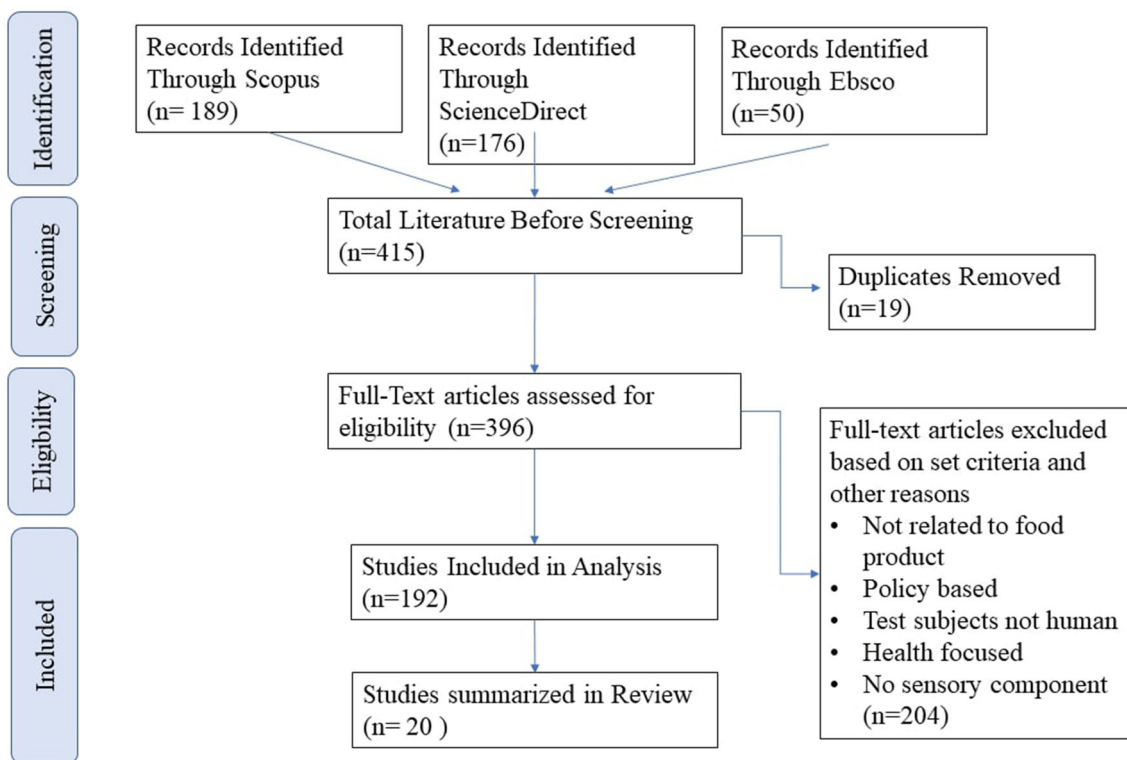 Identification
Records Identified
Through Scopus
(n= 189)
Records Identified
Through
ScienceDirect
(n=176)
Records Identified
Through Ebsco
(n=50)
Screening
Total Literature Before Screening
(n=415)
Duplicates Removed
(n=19)
Eligibility
Full-Text articles assessed for
eligibility (n=396)
Full-text articles excluded
based on set criteria and
other reasons
• Not related to food
product
• Policy based
• Test subjects not human
• Health focused
• No sensory component
(n=204)
Included
Studies Included in Analysis
(n=192)
Studies summarized in Review
(n= 20 )